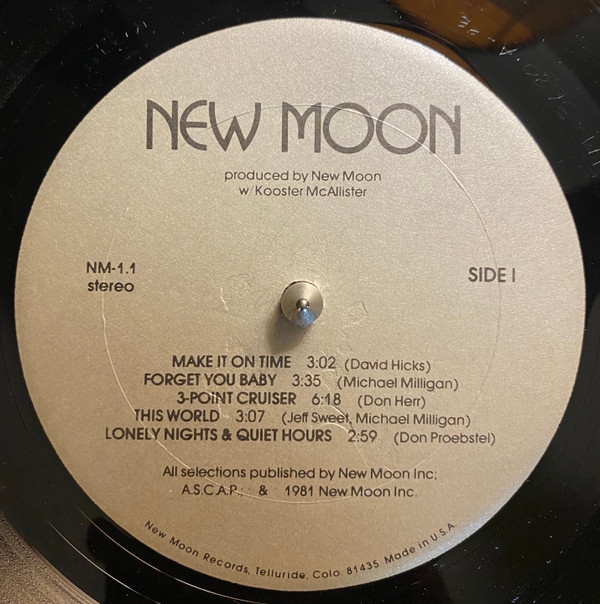 NEW MOON
produced by New Moon
w/Kooster McAllister
NM-1.1
stereo
SIDE I
MAKE IT ON TIME 3:02 (David Hicks)
FORGET YOU BABY 3:35 (Michael Milligan)
3-POINT CRUISER 6:18 (Don Herr)
THIS WORLD 3:07 (Jeff Sweet, Michael Milligan)
LONELY NIGHTS & QUIET HOURS 2:59 (Don Proebstel)
All selections published by New Moon Inc;
A.S.C.A.P.; & 1981 New Moon Inc.
New Moon Records, Telluride, Colo. 81435 Made in U.S.A.